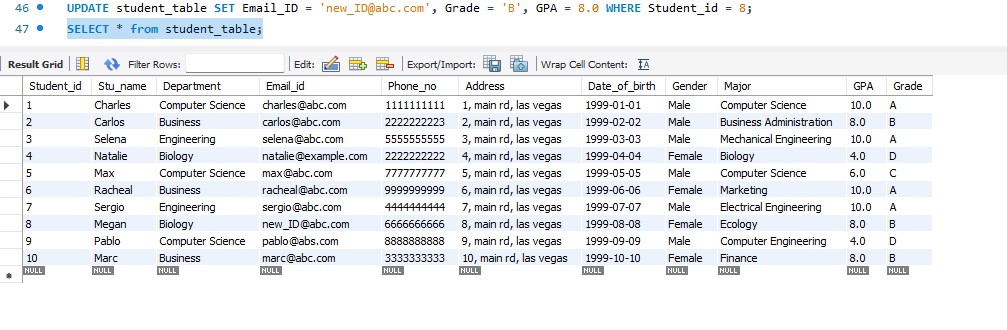 46 UPDATE student_table SET Email_ID = 'new_ID@abc.com', Grade = 'B', GPA = 8.0 WHERE Student_id = 8;
47 SELECT * from student_table;
Result Grid Filter Rows: Edit: Export/Import: Wrap Cell Content: IA
Student_id Stu_name Department Email_id Phone_no Address Date_of_birth Gender Major GPA Grade
1 Charles Computer Science charles@abc.com 1111111111 1, main rd, las vegas 1999-01-01 Male Computer Science 10.0 A
2 Carlos Business carlos@abc.com 2222222223 2, main rd, las vegas 1999-02-02 Male Business Administration 8.0 B
3 Selena Engineering selena@abc.com 5555555555 3, main rd, las vegas 1999-03-03 Male Mechanical Engineering 10.0 A
4 Natalie Biology natalie@example.com 2222222222 4, main rd, las vegas 1999-04-04 Female Biology 4.0 D
5 Max Computer Science max@abc.com 7777777777 5, main rd, las vegas 1999-05-05 Male Computer Science 6.0 C
6 Racheal Business racheal@abc.com 9999999999 6, main rd, las vegas 1999-06-06 Female Marketing 10.0 A
7 Sergio Engineering sergio@abc.com 4444444444 7, main rd, las vegas 1999-07-07 Male Electrical Engineering 10.0 A
8 Megan Biology new_ID@abc.com 6666666666 8, main rd, las vegas 1999-08-08 Female Ecology 8.0 B
9 Pablo Computer Science pablo@abs.com 8888888888 9, main rd, las vegas 1999-09-09 Male Computer Engineering 4.0 D
10 Marc Business marc@abc.com 3333333333 10, main rd, las vegas 1999-10-10 Female Finance 8.0 B
NULL NULL NULL NULL NULL NULL NULL NULL NULL NULL NULL